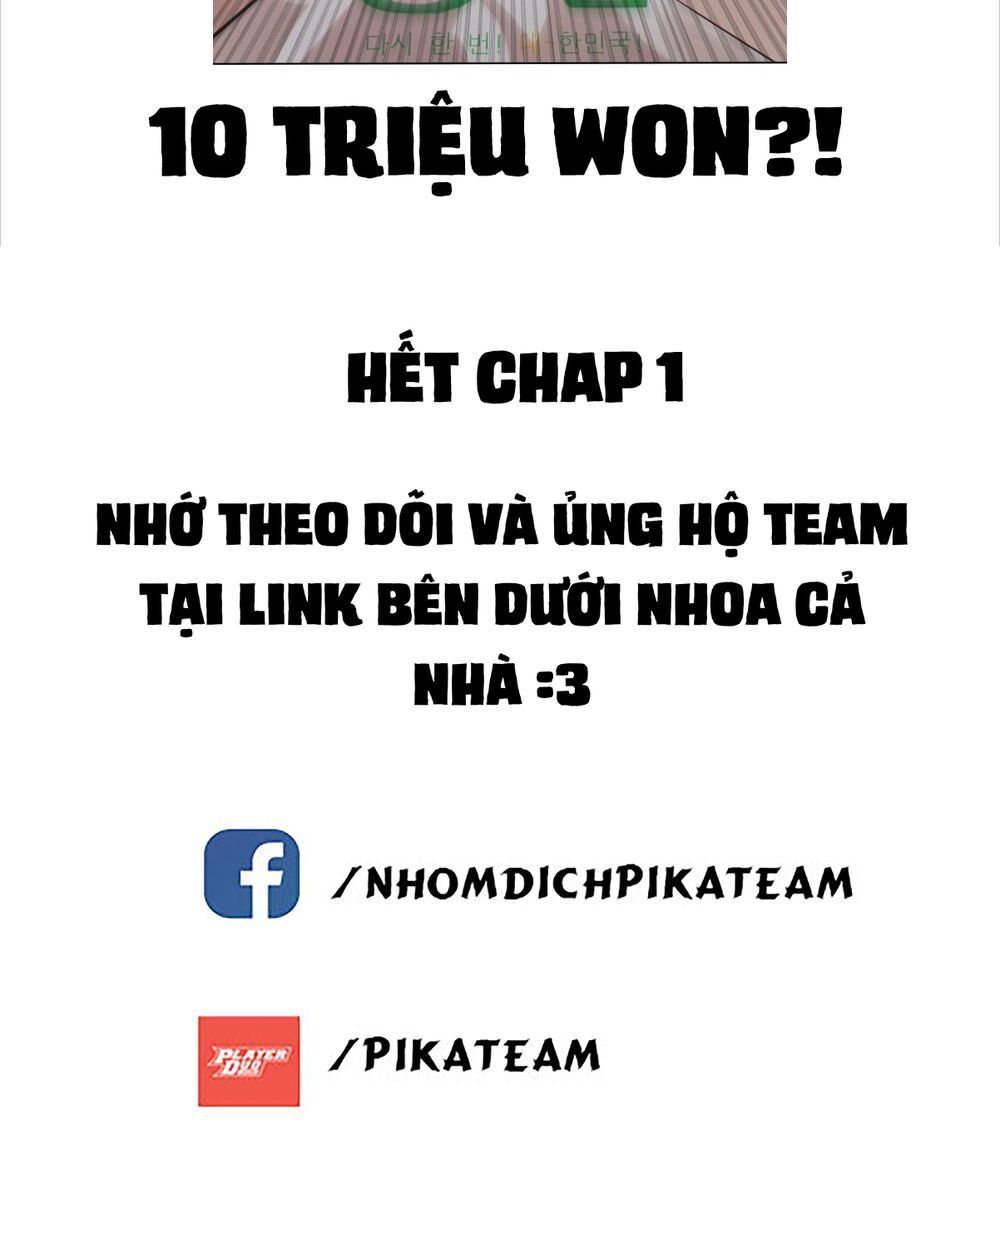 다시 한 번! 대~한민국!
10 TRIỆU WON?!
HẾT CHAP 1
NHỚ THEO DÕI VÀ ỦNG HỘ TEAM
TẠI LINK BÊN DƯỚI NHOA CẢ
NHÀ :3
/NHOMDICHPIKATEAM
PLAYER
DUO
/PIKATEAM